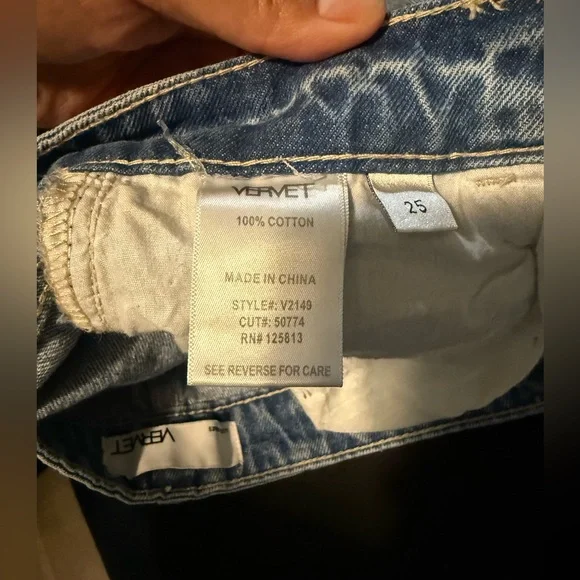 VERVET
100% COTTON
MADE IN CHINA
STYLE#: V2149
CUT#: 50774
RN# 125813
SEE REVERSE FOR CARE
25
VERVET